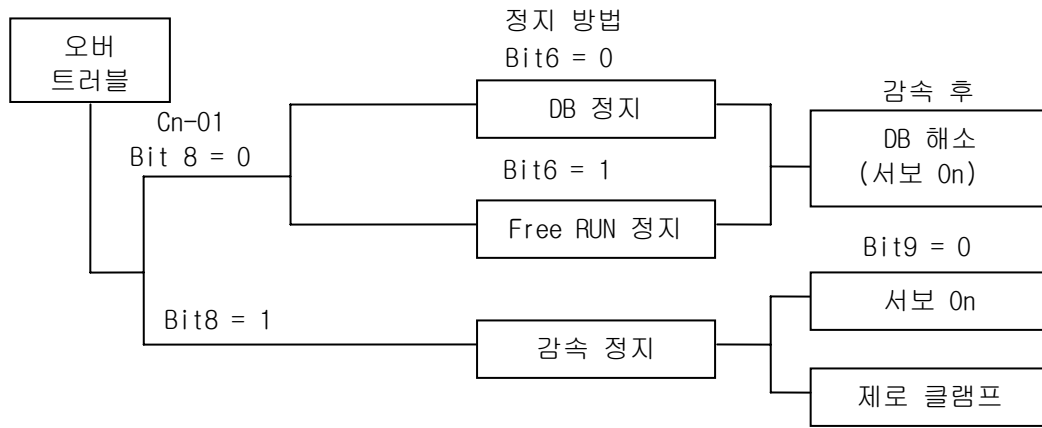 오버
트러블
Cn-01
Bit 8 = 0
Bit8 = 1
정지 방법
Bit6 = 0
DB 정지
Bit6 = 1
Free RUN 정지
감속 정지
감속 후
DB 해소
(서보 On)
Bit9 = 0
서보 On
제로 클램프